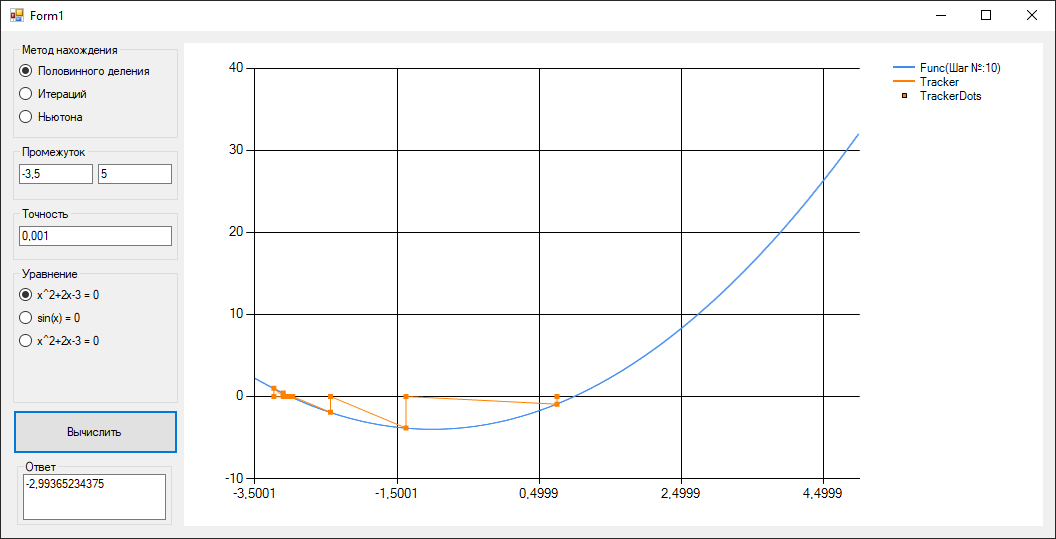 Form1
Метод нахождения
Половинного деления
Итераций
Ньютона
Промежуток
-3,5 5
Точность
0,001
Уравнение
x^2+2x-3 = 0
sin(x) = 0
x^2+2x-3 = 0
Вычислить
Ответ
-2,99365234375
40
30
20
10
0
-10
-3,5001 -1,5001 0,4999 2,4999 4,4999
Func(Шаг №:10)
Tracker
TrackerDots